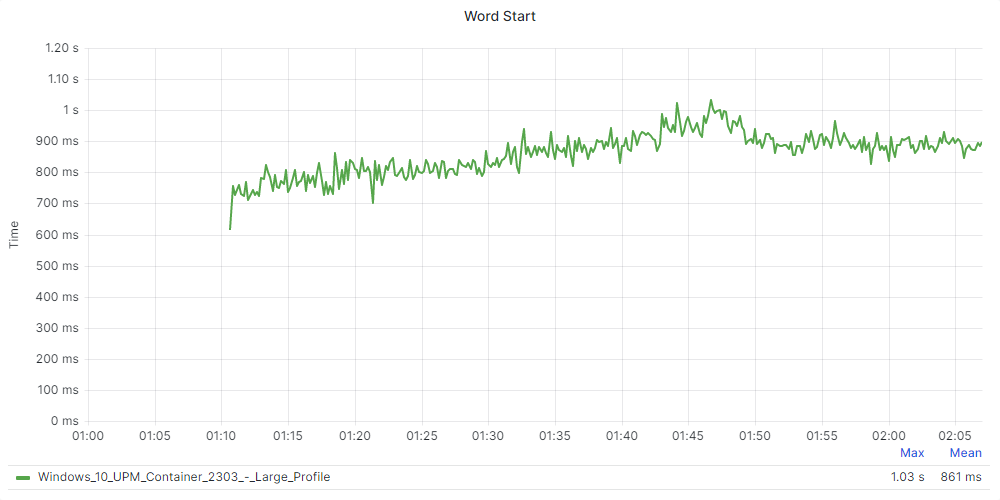 Word Start
1.20 s
1.10 s
1 s
900 ms
800 ms
700 ms
600 ms
500 ms
400 ms
300 ms
200 ms
100 ms
0 ms
Time
01:00 01:05 01:10 01:15 01:20 01:25 01:30 01:35 01:40 01:45 01:50 01:55 02:00 02:05
Max Mean
Windows_10_UPM_Container_2303_-_Large_Profile 1.03 s 861 ms